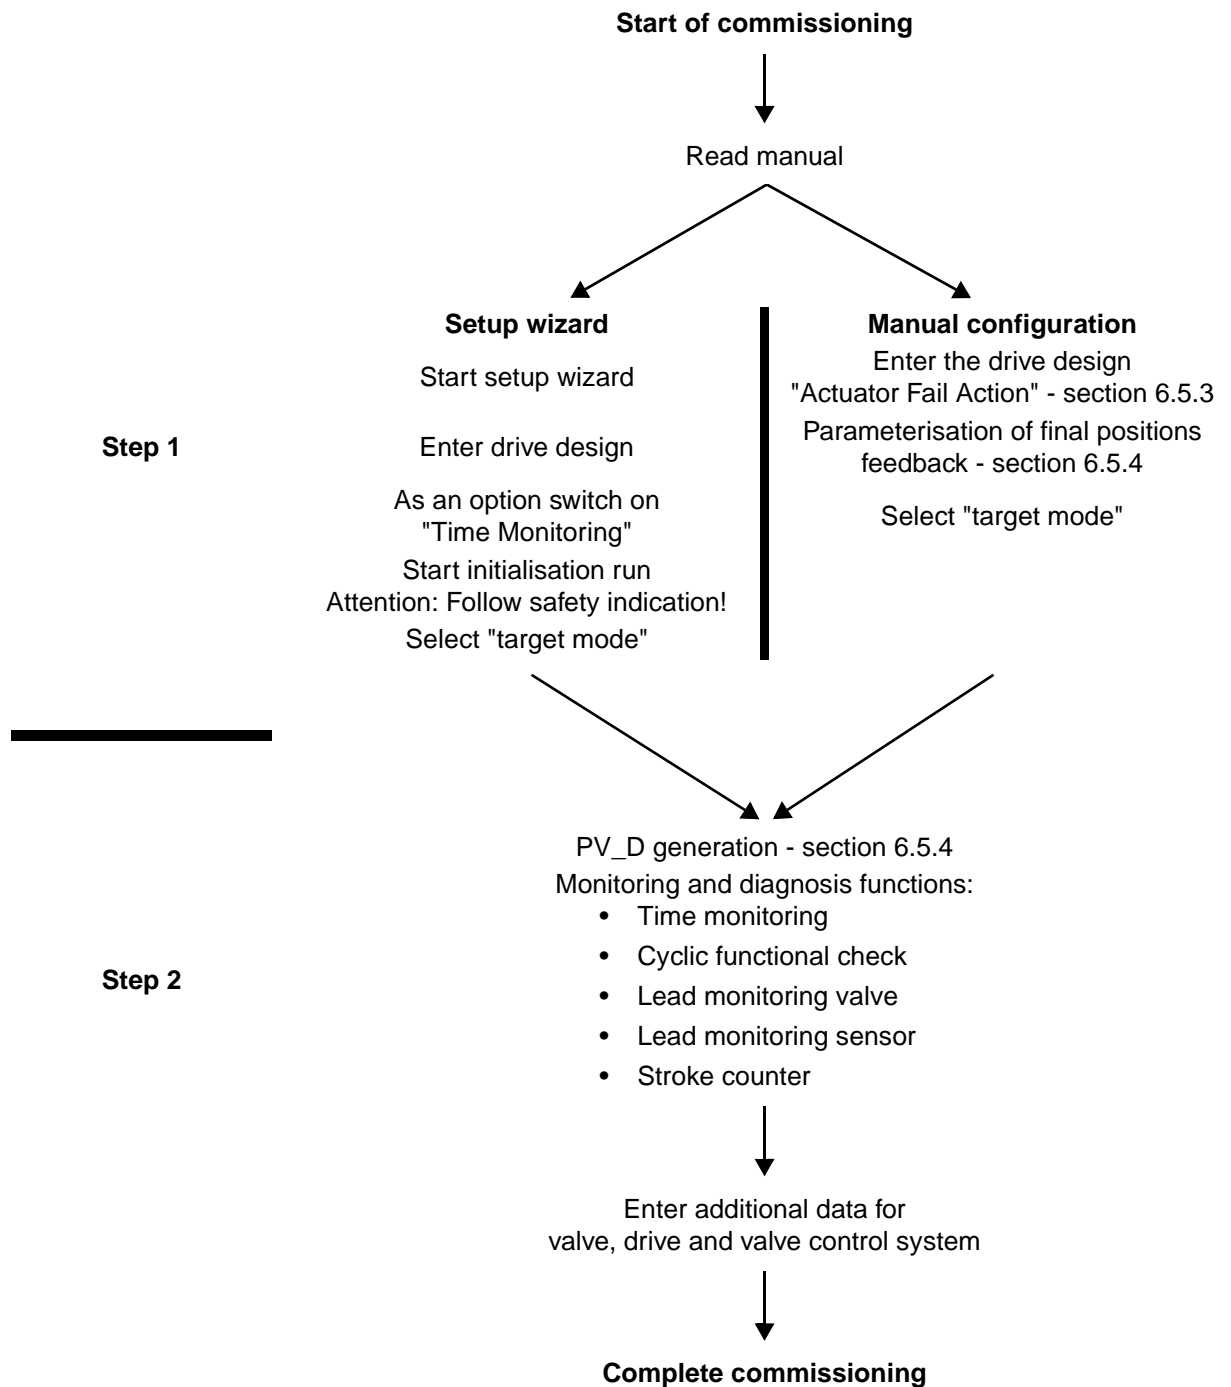 Start of commissioning
Read manual
Step 1
Setup wizard
Start setup wizard
Enter drive design
As an option switch on
"Time Monitoring"
Start initialisation run
Attention: Follow safety indication!
Select "target mode"
Manual configuration
Enter the drive design
"Actuator Fail Action" - section 6.5.3
Parameterisation of final positions
feedback - section 6.5.4
Select "target mode"
Step 2
PV_D generation - section 6.5.4
Monitoring and diagnosis functions:
• Time monitoring
• Cyclic functional check
• Lead monitoring valve
• Lead monitoring sensor
• Stroke counter
Enter additional data for
valve, drive and valve control system
Complete commissioning